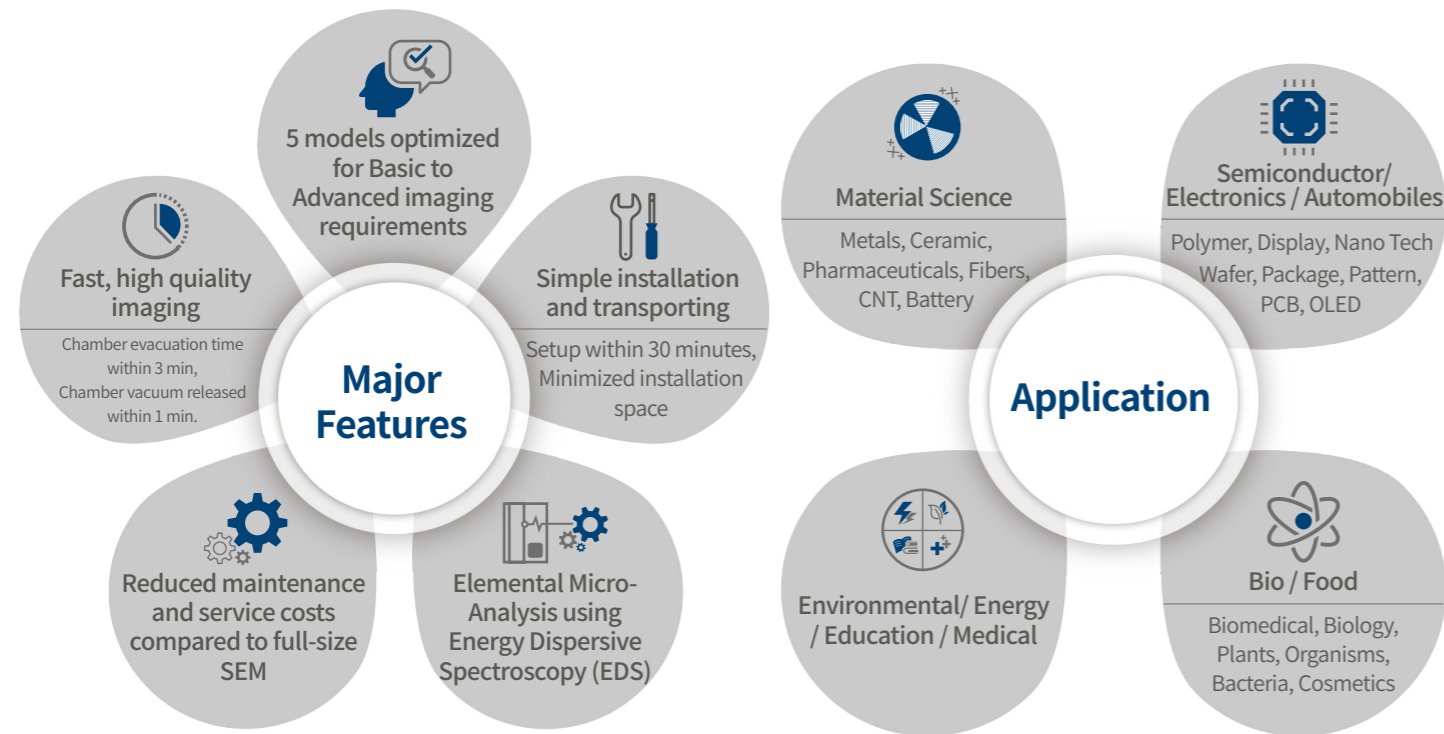 5 models optimized
for Basic to
Advanced imaging
requirements
Fast, high quiality
imaging
Chamber evacuation time
within 3 min,
Chamber vacuum released
within 1 min.
Simple installation
and transporting
Setup within 30 minutes,
Minimized installation
space
Major
Features
Reduced maintenance
and service costs
compared to full-size
SEM
Elemental Micro-
Analysis using
Energy Dispersive
Spectroscopy (EDS)
Material Science
Metals, Ceramic,
Pharmaceuticals, Fibers,
CNT, Battery
Semiconductor/
Electronics / Automobiles
Polymer, Display, Nano Tech
Wafer, Package, Pattern,
PCB, OLED
Application
Environmental/ Energy
/ Education / Medical
Bio / Food
Biomedical, Biology,
Plants, Organisms,
Bacteria, Cosmetics